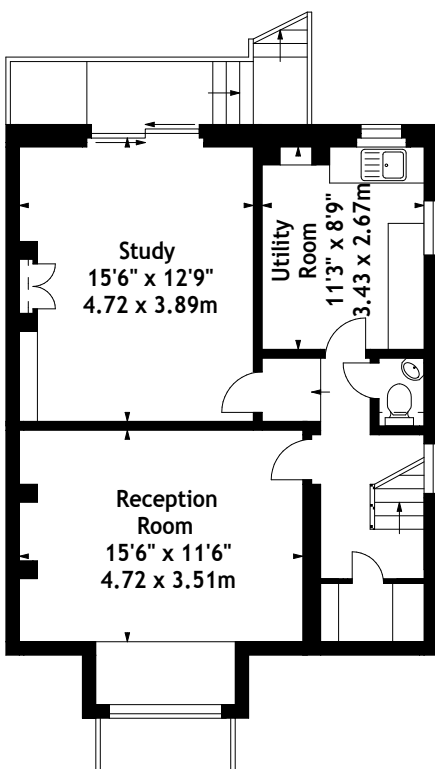 Study
15'6" x 12'9"
4.72 x 3.89m
Utility
Room
11'3" x 8'9"
3.43 x 2.67m
Reception
Room
15'6" x 11'6"
4.72 x 3.51m